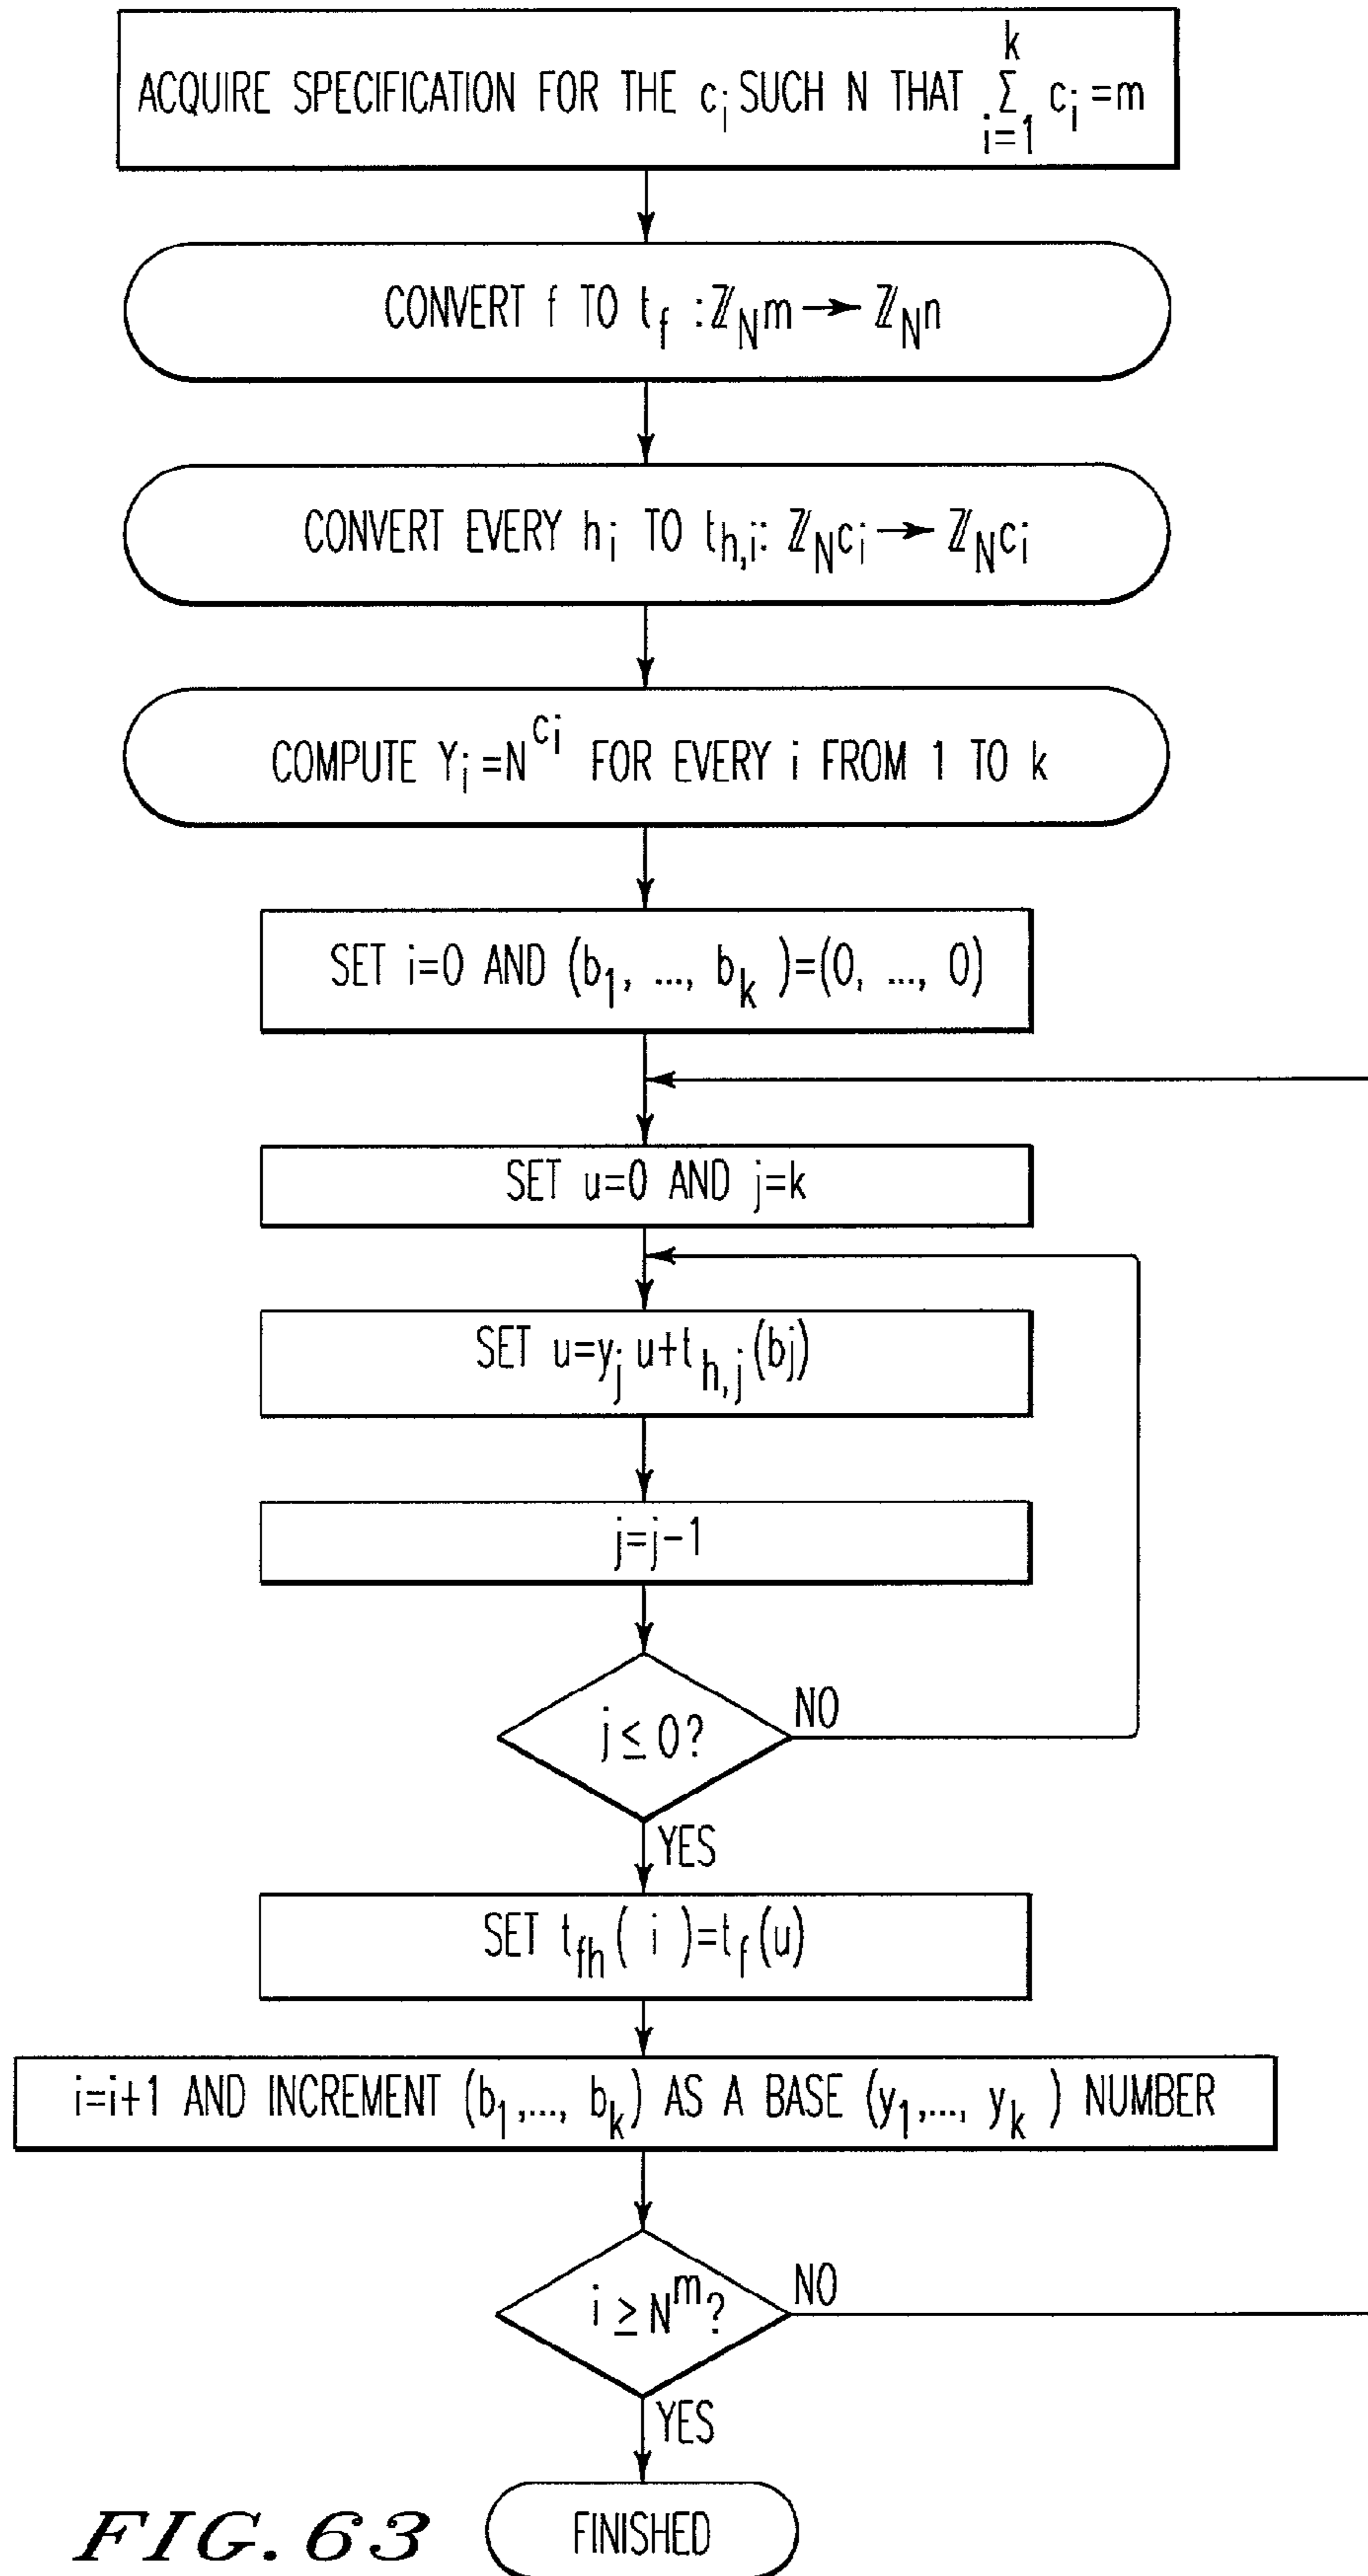 ACQUIRE SPECIFICATION FOR THE c_i SUCH N THAT \sum_{i=1}^{k} c_i=m
CONVERT f TO t_f :ℤ_N m → ℤ_N n
CONVERT EVERY h_i TO t_{h,i}: ℤ_N c_i → ℤ_N c_i
COMPUTE Y_i =N^{c_i} FOR EVERY i FROM 1 TO k
SET i=0 AND (b_1, ..., b_k )=(0, ..., 0)
SET u=0 AND j=k
SET u=y_j u+t_{h,j}(bj)
j=j-1
j ≤ 0?
NO
YES
SET t_{fh}( i )=t_f(u)
i=i+1 AND INCREMENT (b_1,..., b_k) AS A BASE (y_1,..., y_k ) NUMBER
i ≥ N^m?
NO
YES
FINISHED
FIG. 63